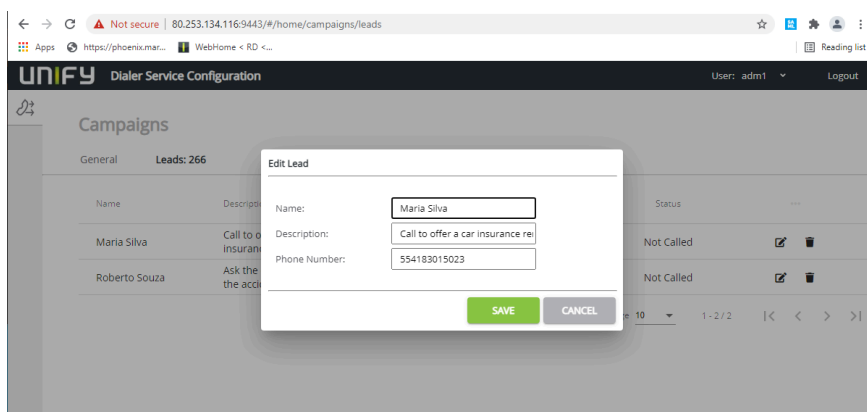 Not secure | 80.253.134.116:9443/#/home/campaigns/leads
Apps https://phoenix.mar... WebHome < RD <... Reading list
UNIFY Dialer Service Configuration User: adm1 Logout
Campaigns
General Leads: 266
Edit Lead
Name Descripti Status ...
Name: Maria Silva
Description: Call to offer a car insurance re
Phone Number: 554183015023
Maria Silva Call to o Not Called
insuran
Roberto Souza Ask the Not Called
the acci
SAVE CANCEL
10 1 - 2 / 2